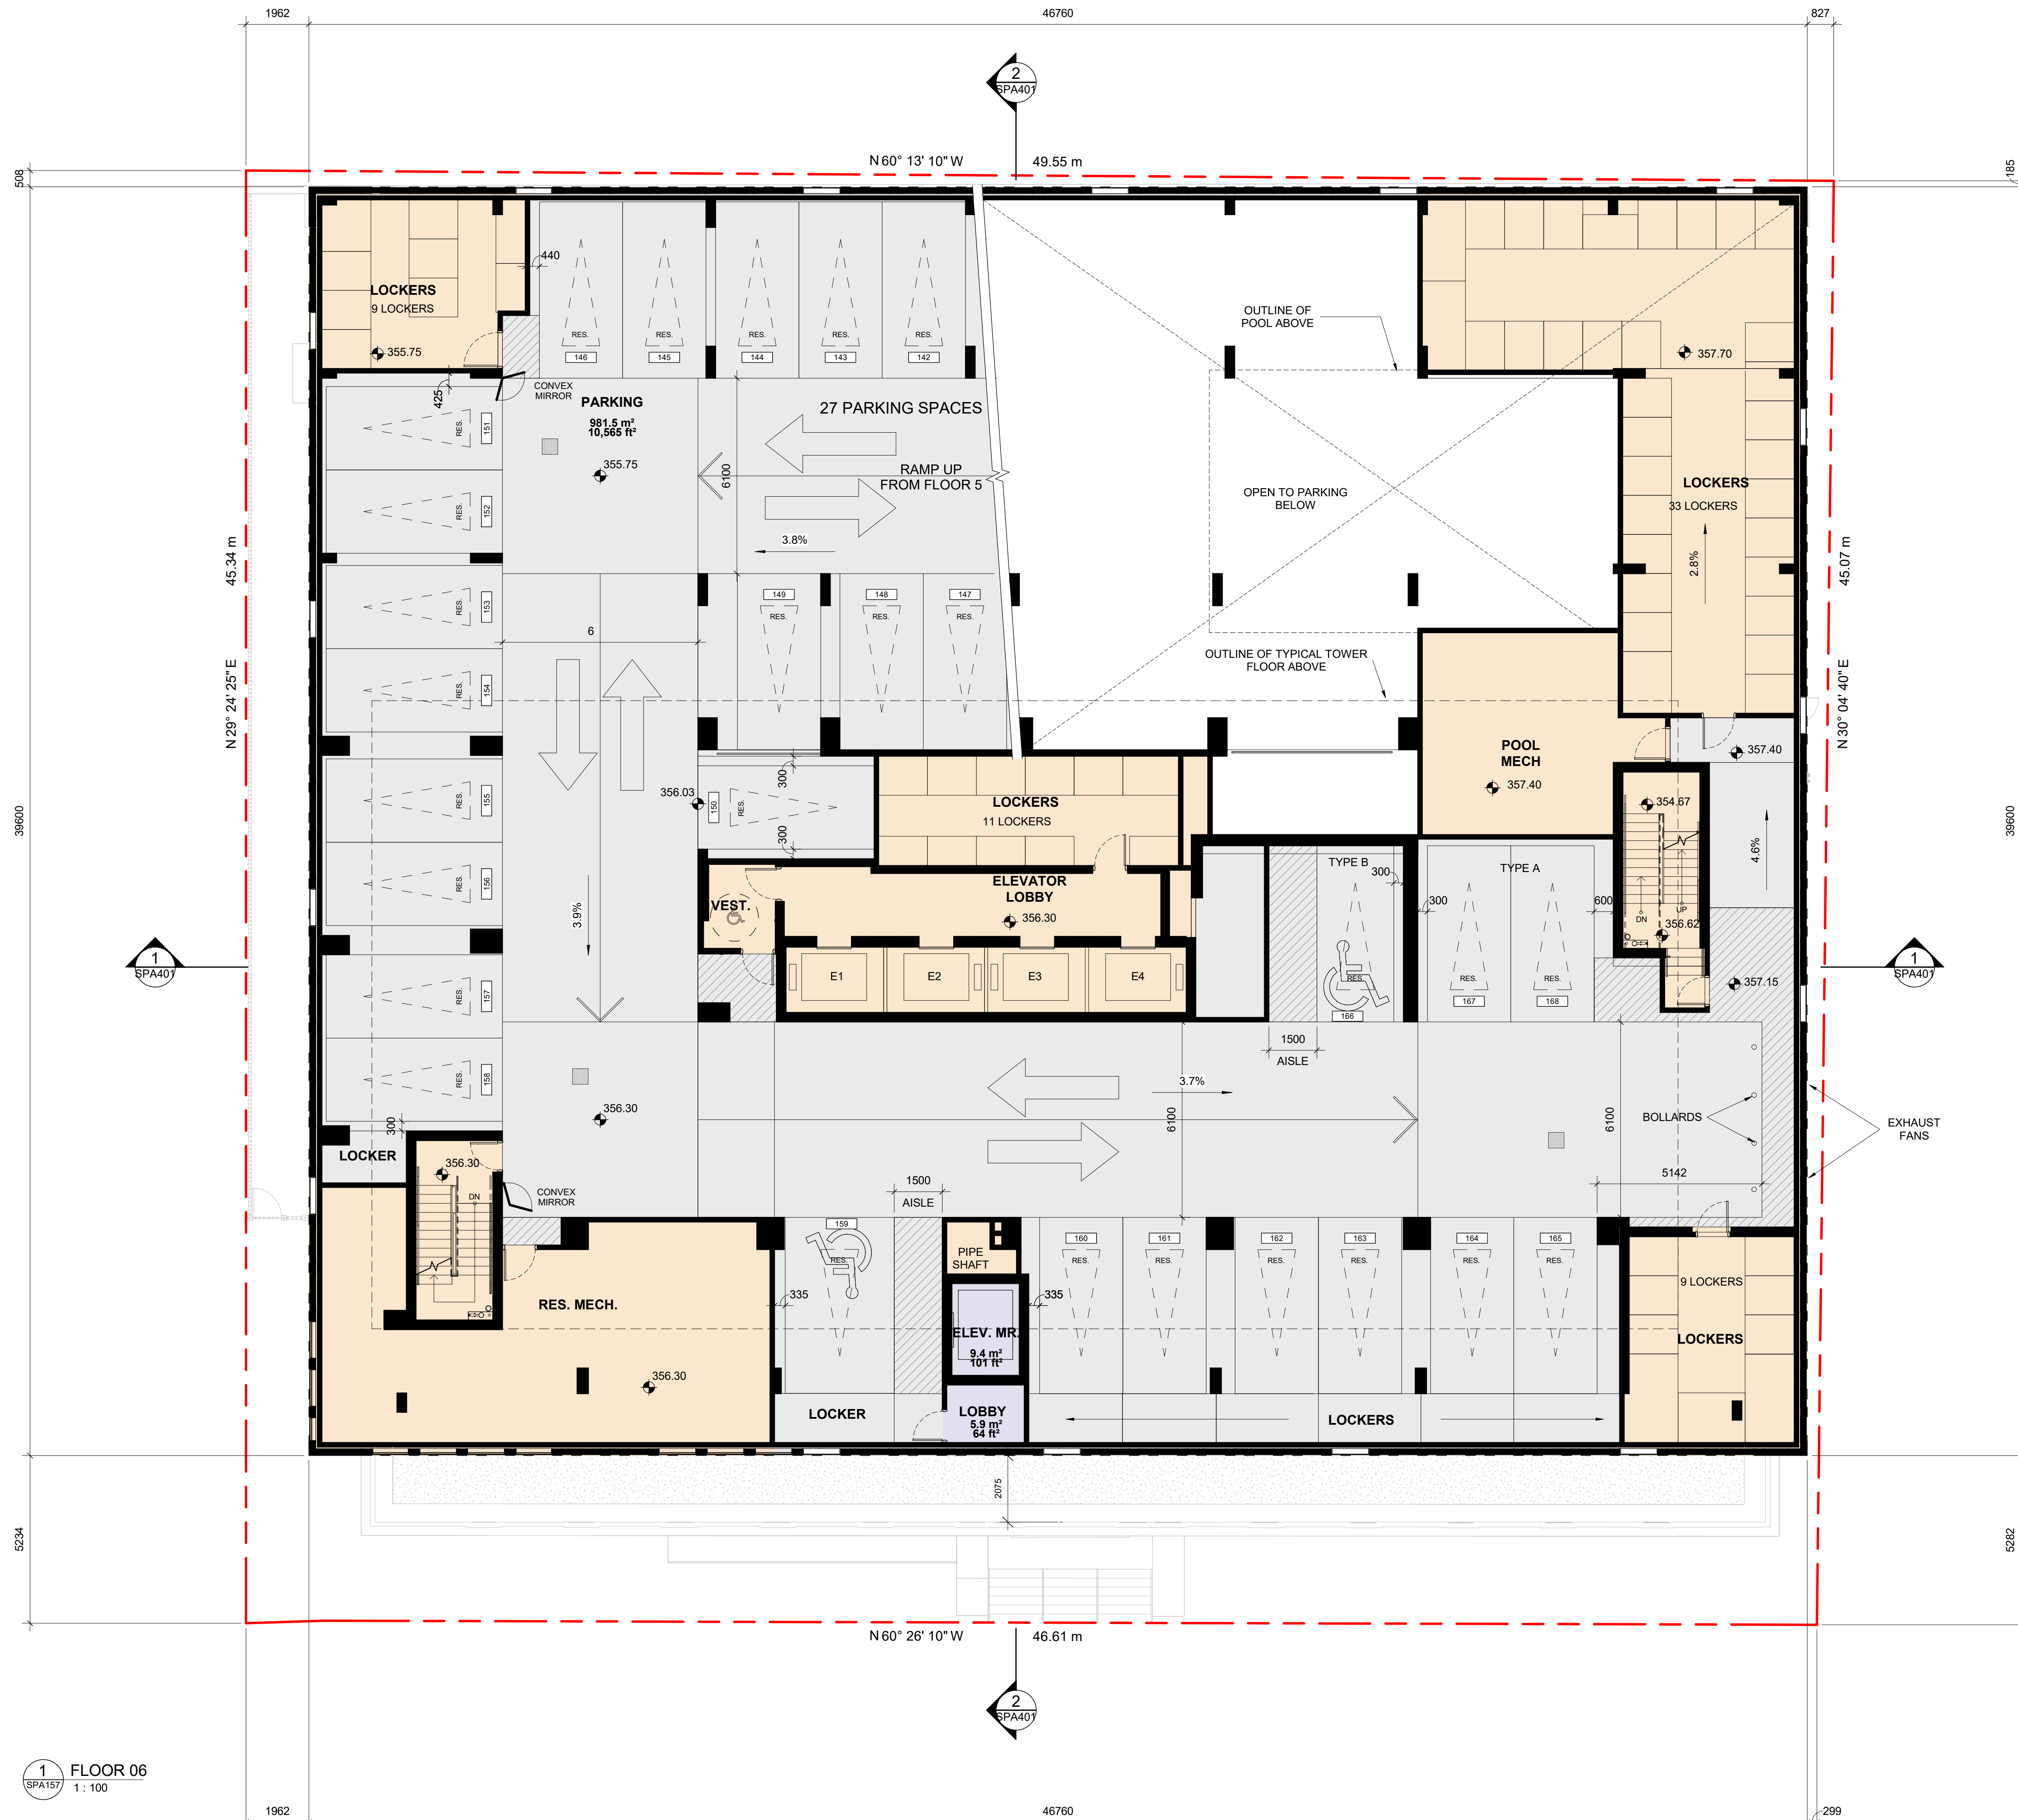 1962
46760
827
2
SPA401
N 60° 13' 10" W
49.55 m
508
185
440
LOCKERS
9 LOCKERS
355.75
RES.
RES.
RES.
RES.
RES.
146
145
144
143
142
OUTLINE OF
POOL ABOVE
357.70
425
CONVEX
MIRROR
PARKING
981.5 m²
10,565 ft²
27 PARKING SPACES
RES.
151
355.75
6100
RAMP UP
FROM FLOOR 5
OPEN TO PARKING
BELOW
LOCKERS
33 LOCKERS
RES.
152
3.8%
2.8%
45.34 m
45.07 m
RES.
153
149
148
147
RES.
RES.
RES.
6
N 29° 24' 25" E
N 30° 04' 40" E
RES.
154
OUTLINE OF TYPICAL TOWER
FLOOR ABOVE
POOL
MECH
357.40
357.40
39600
39600
RES.
155
356.03
150
RES.
300
300
LOCKERS
11 LOCKERS
354.67
4.6%
RES.
156
TYPE B
300
TYPE A
300
600
ELEVATOR
LOBBY
356.30
VEST.
3.9%
DN
UP
356.62
1
SPA401
1
SPA401
E1
E2
E3
E4
RES.
157
RES.
166
RES.
167
RES.
168
357.15
1500
AISLE
RES.
158
3.7%
356.30
6100
6100
BOLLARDS
EXHAUST
FANS
300
LOCKER
356.30
DN
CONVEX
MIRROR
1500
AISLE
5142
159
RES.
PIPE
SHAFT
160
161
162
163
164
165
RES.
RES.
RES.
RES.
RES.
RES.
9 LOCKERS
RES. MECH.
335
335
ELEV. MR.
9.4 m²
101 ft²
LOCKERS
356.30
LOCKER
LOBBY
5.9 m²
64 ft²
LOCKERS
2075
5234
5282
N 60° 26' 10" W
46.61 m
2
SPA401
1
SPA157
FLOOR 06
1 : 100
1962
46760
299